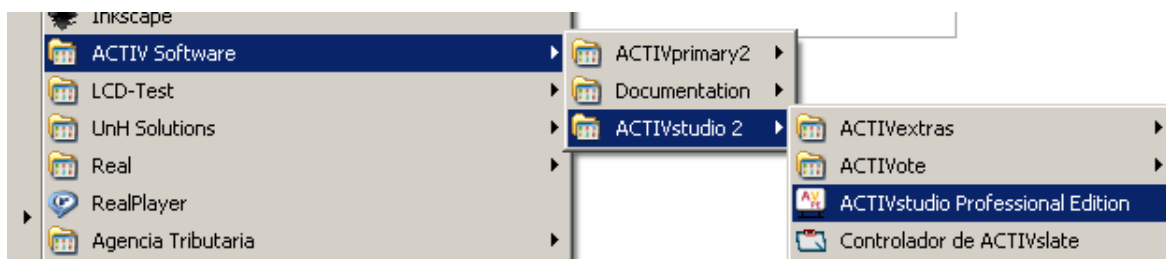 Inkscape
ACTIV Software
LCD-Test
UnH Solutions
Real
RealPlayer
Agencia Tributaria
ACTIVprimary2
Documentation
ACTIVstudio 2
ACTIVextras
ACTIVote
ACTIVstudio Professional Edition
Controlador de ACTIVslate